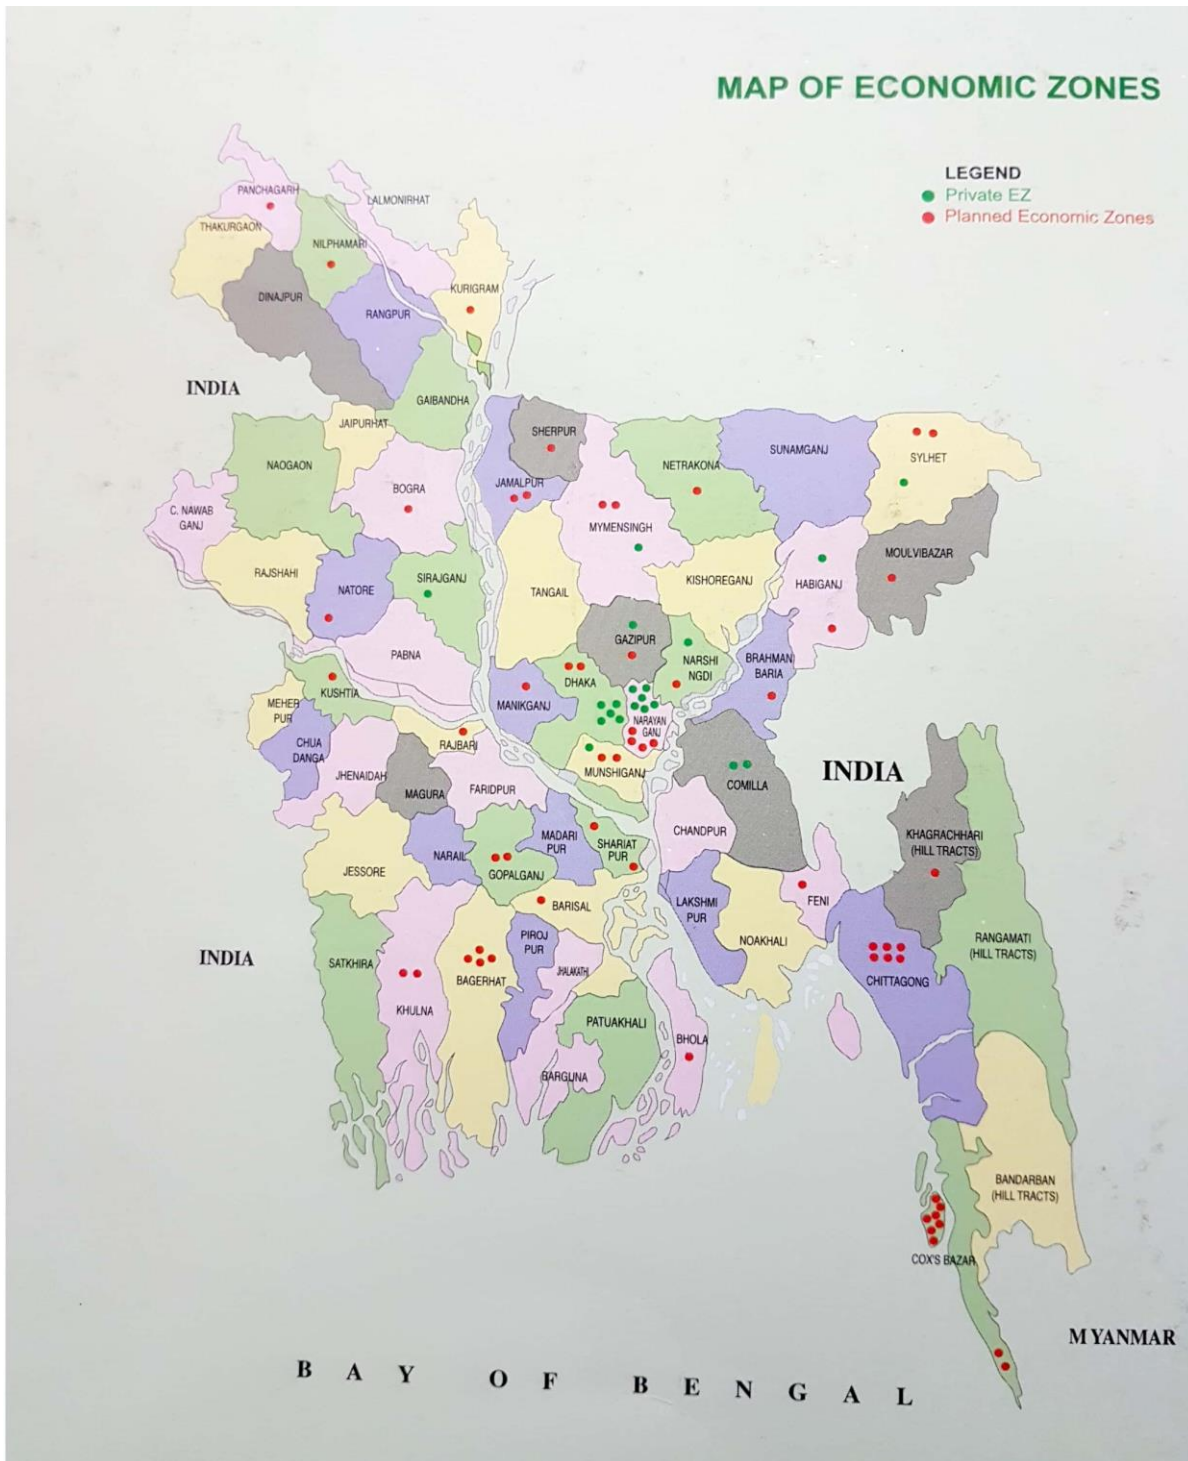 MAP OF ECONOMIC ZONES
LEGEND
Private EZ
Planned Economic Zones
PANCHAGARH
LALMONIRHAT
THAKURGAON
NILPHAMARI
KURIGRAM
DINAJPUR
RANGPUR
INDIA
GAIBANDHA
JAIPURHAT
SHERPUR
SUNAMGANJ
SYLHET
NAOGAON
NETRAKONA
BOGRA
JAMALPUR
C. NAWAB
GANJ
MYMENSINGH
MOULVIBAZAR
RAJSHAHI
SIRAJGANJ
KISHOREGANJ
HABIGANJ
NATORE
TANGAIL
GAZIPUR
PABNA
NARSHI
NGDI
BRAHMAN
BARIA
DHAKA
KUSHTIA
MEHER
PUR
MANIKGANJ
NARAYAN
GANJ
CHUA
DANGA
RAJBARI
JHENAIDAH
MUNSHIGANJ
INDIA
COMILLA
MAGURA
FARIDPUR
CHANDPUR
KHAGRACHHARI
(HILL TRACTS)
MADARI
PUR
SHARIAT
PUR
NARAIL
JESSORE
GOPALGANJ
LAKSHMI
PUR
FENI
BARISAL
NOAKHALI
RANGAMATI
(HILL TRACTS)
PIROJ
PUR
INDIA
SATKHIRA
JHALAKATHI
BAGERHAT
CHITTAGONG
KHULNA
PATUAKHALI
BHOLA
BARGUNA
BANDARBAN
(HILL TRACTS)
COX'S BAZAR
MYANMAR
BAY OF BENGAL